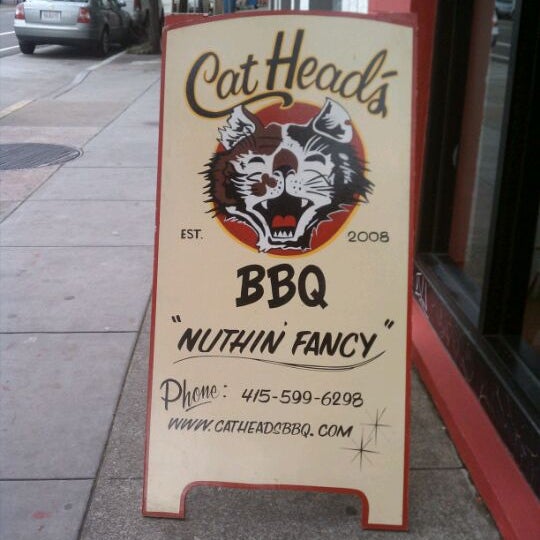 Cat Head's
EST. 2008
BBQ
"NUTHIN' FANCY"
Phone: 415-599-6298
WWW.CATHEADSBBQ.COM